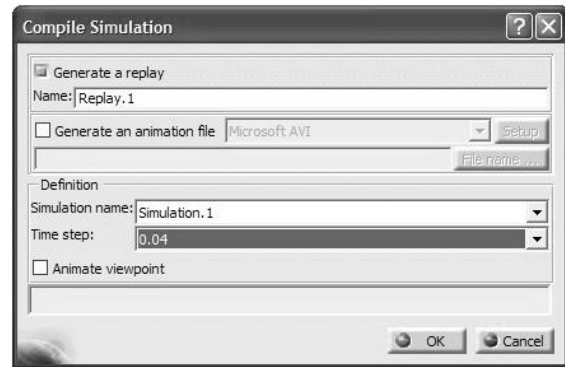 Compile Simulation
Generate a replay
Name: Replay.1
Generate an animation file Microsoft AVI Setup
File name ...
Definition
Simulation name: Simulation.1
Time step: 0.04
Animate viewpoint
OK Cancel